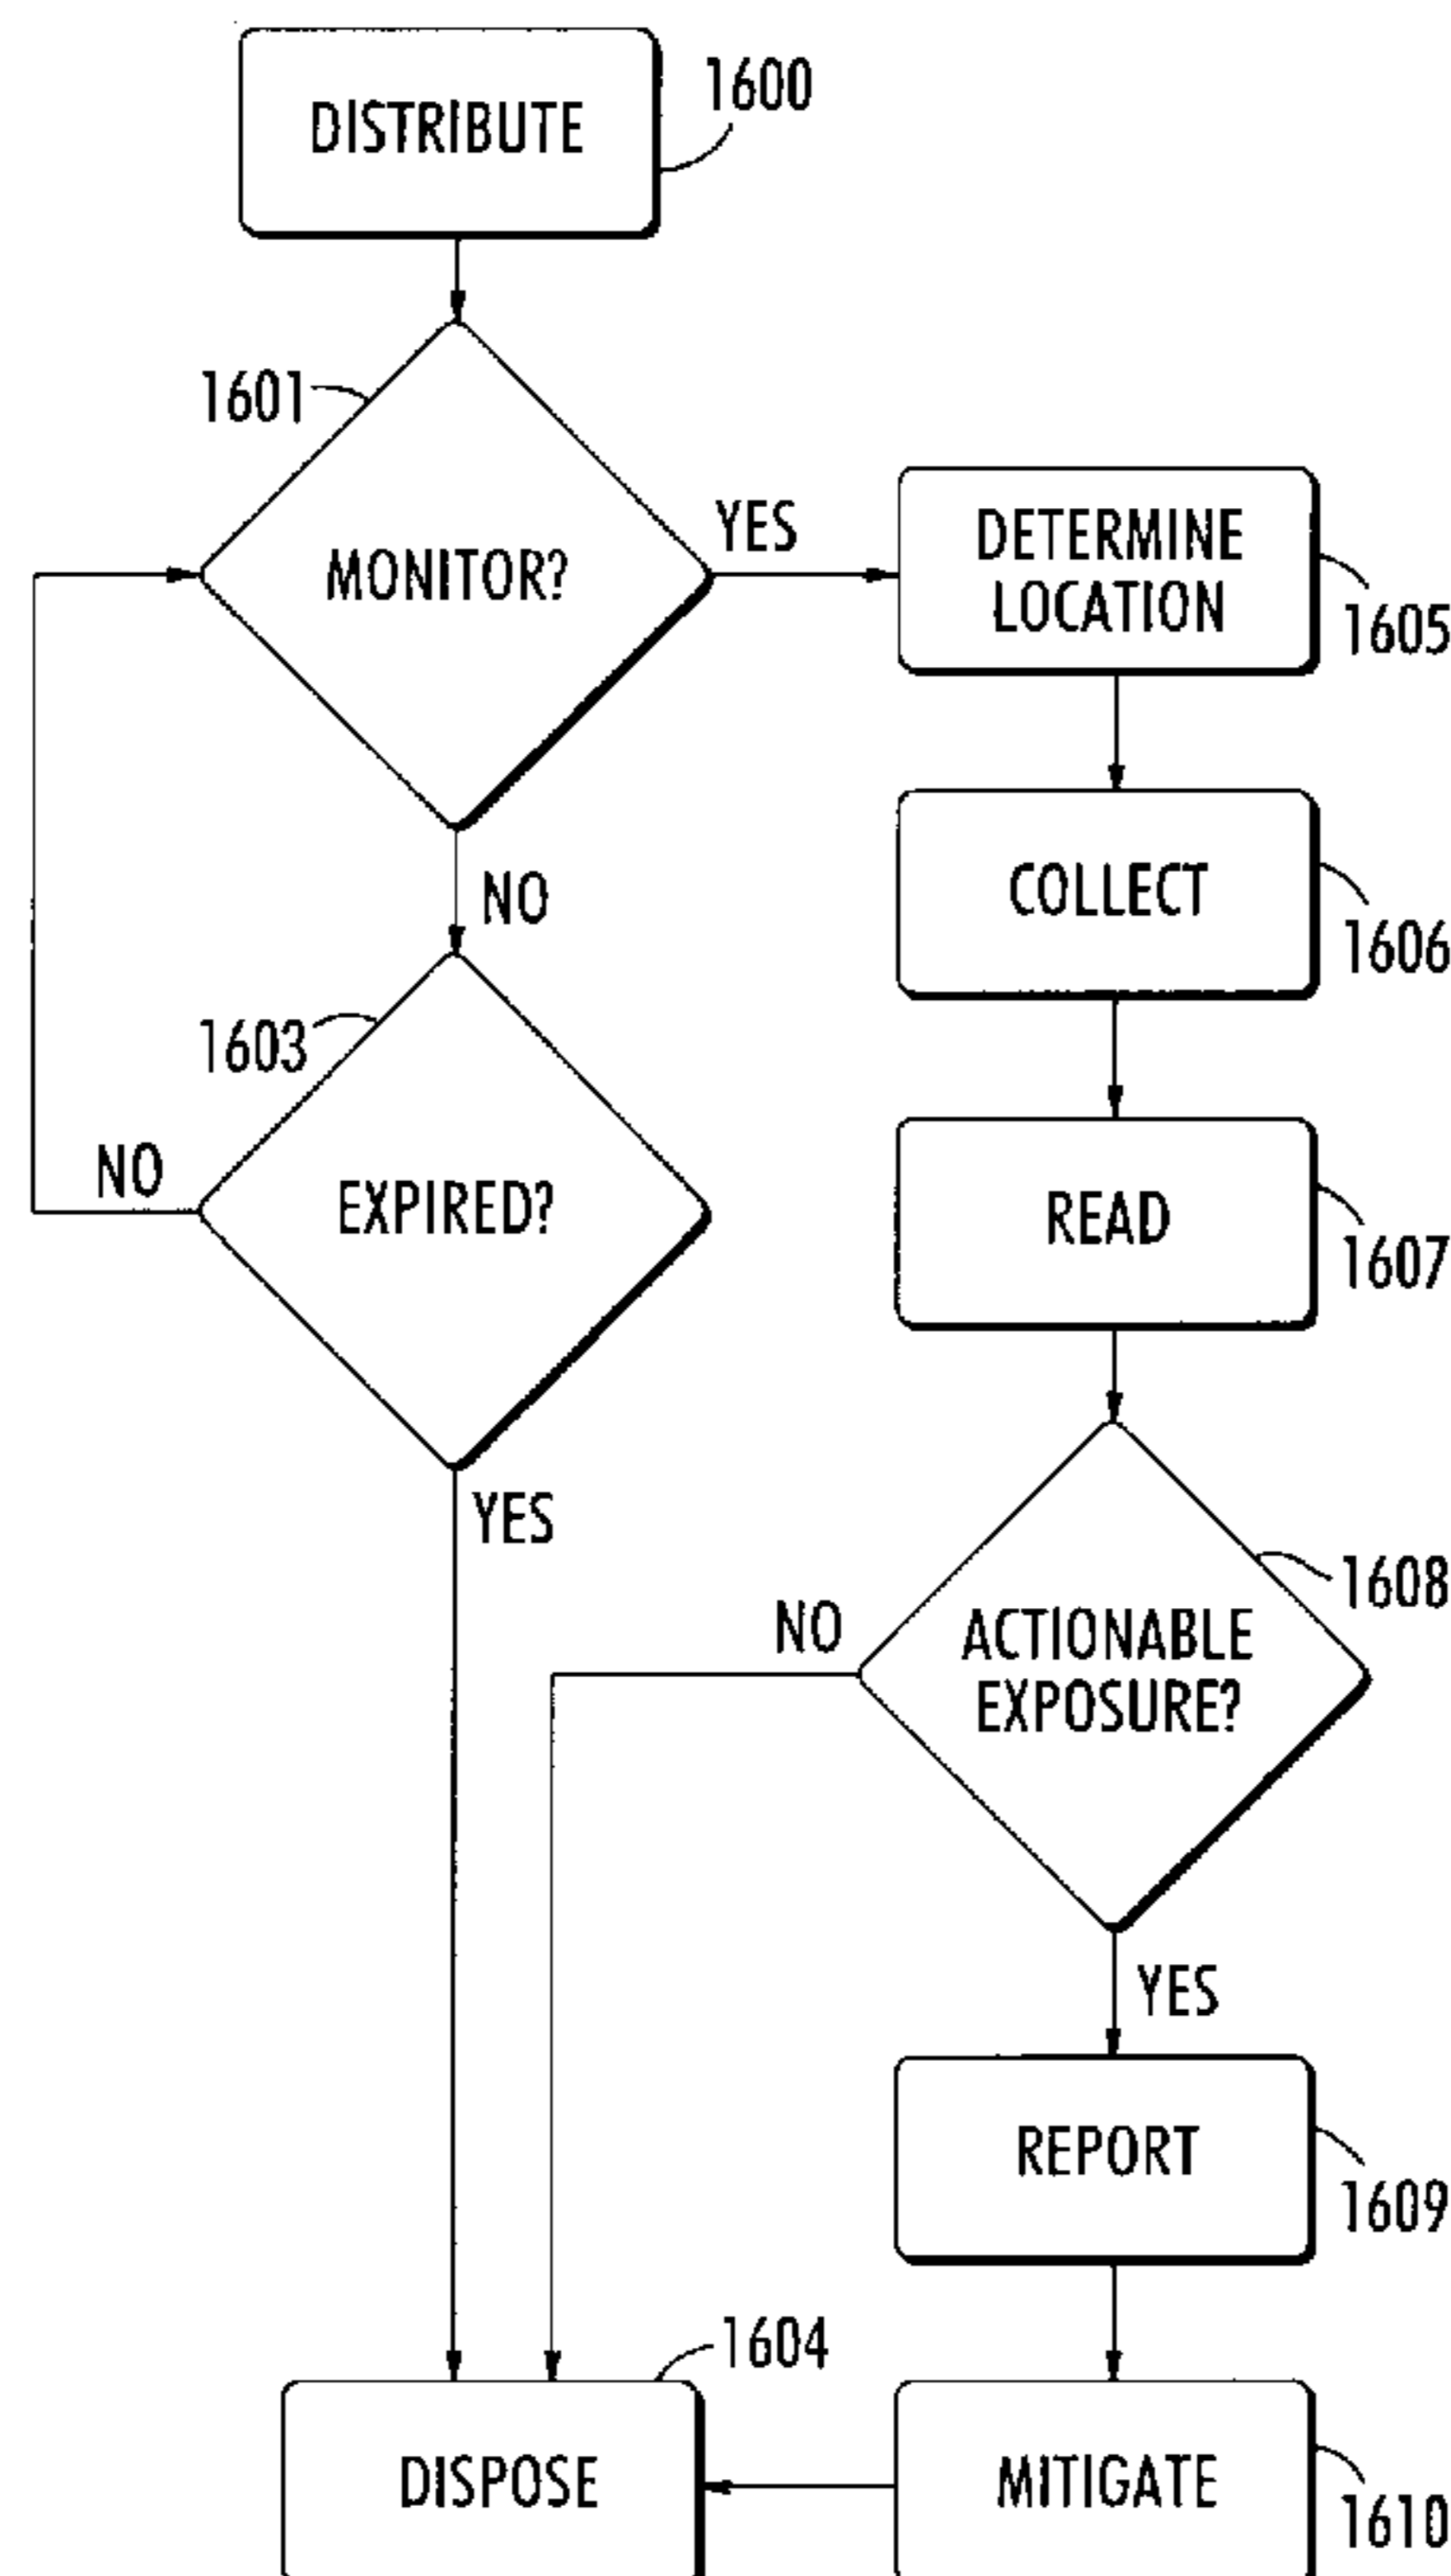 DISTRIBUTE
1600
1601
MONITOR?
YES
DETERMINE
LOCATION
1605
NO
COLLECT
1606
1603
NO
EXPIRED?
READ
1607
YES
1608
NO
ACTIONABLE
EXPOSURE?
YES
REPORT
1609
1604
DISPOSE
MITIGATE
1610